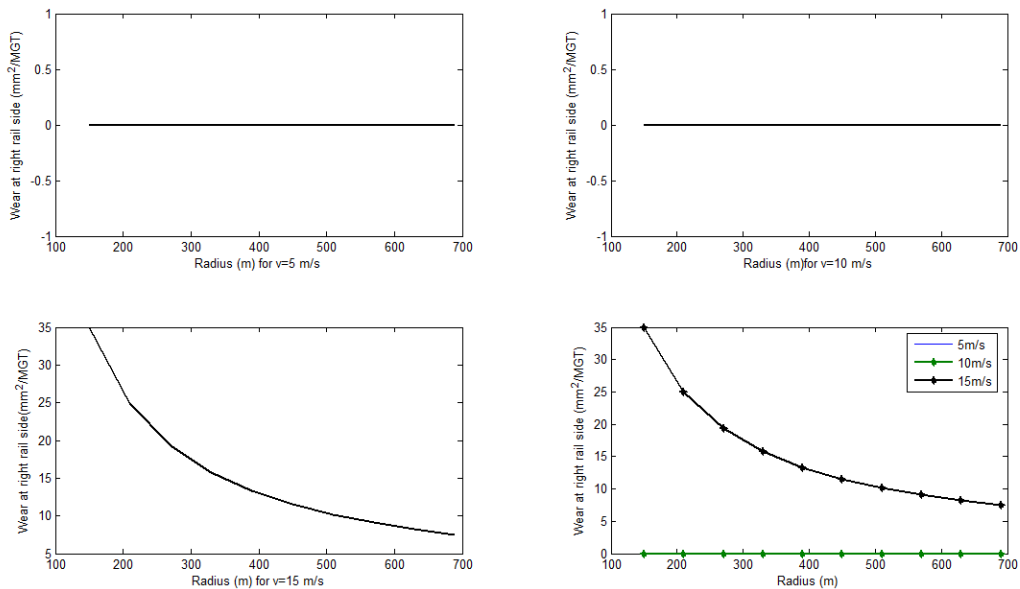 Wear at right rail side (mm²/MGT)
1
0.5
0
-0.5
-1
100 200 300 400 500 600 700
Radius (m) for v=5 m/s
Wear at right rail side (mm²/MGT)
1
0.5
0
-0.5
-1
100 200 300 400 500 600 700
Radius (m)for v=10 m/s
Wear at right rail side(mm²/MGT)
35
30
25
20
15
10
5
100 200 300 400 500 600 700
Radius (m) for v=15 m/s
Wear at right rail side (mm²/MGT)
35
30
25
20
15
10
5
0
100 200 300 400 500 600 700
Radius (m)
5m/s
10m/s
15m/s